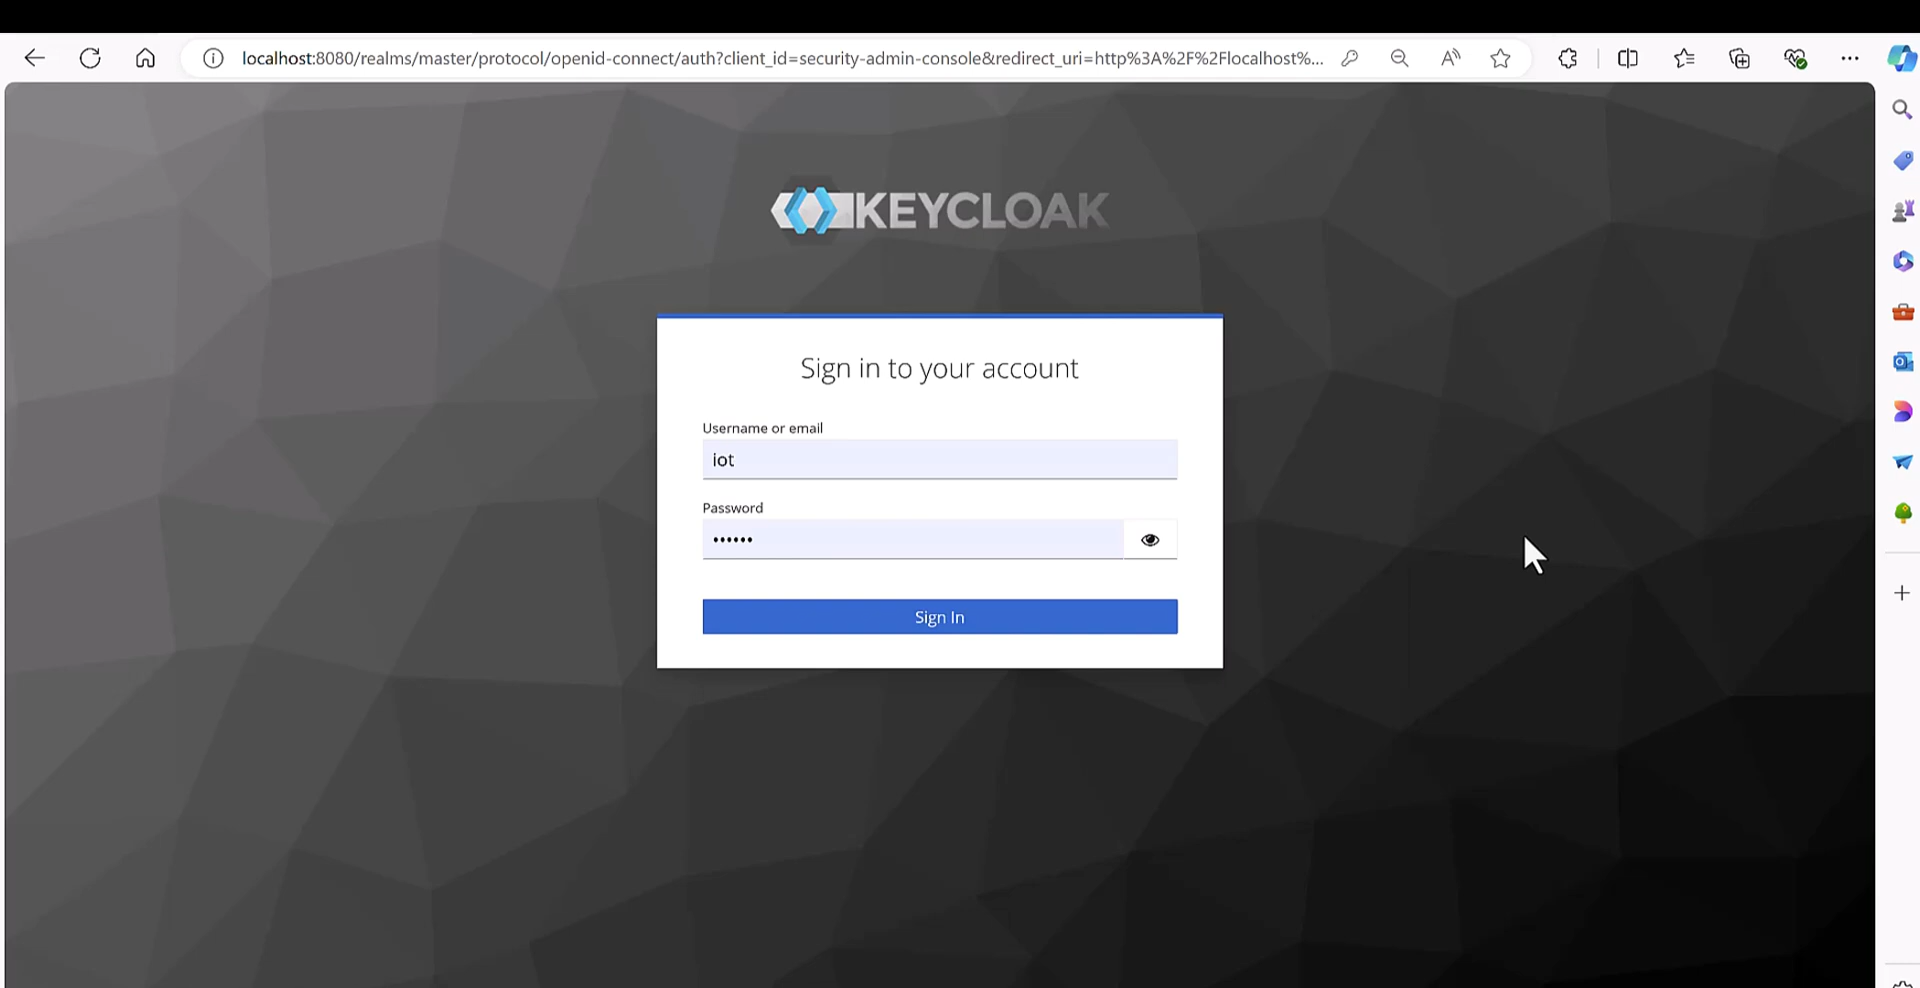 localhost:8080/realms/master/protocol/openid-connect/auth?client_id=security-admin-console&redirect_uri=http%3A%2F%2Flocalhost%...
KEYCLOAK
Sign in to your account
Username or email
iot
Password
••••••
Sign In